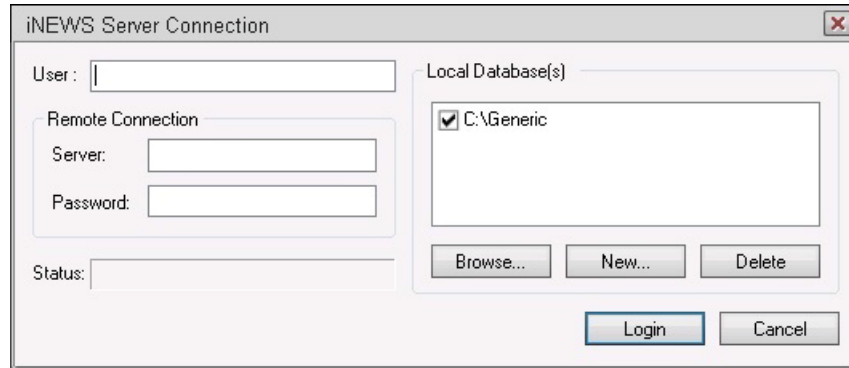 iNEWS Server Connection
User :
Remote Connection
Server:
Password:
Status:
Local Database(s)
C:\Generic
Browse...
New...
Delete
Login
Cancel